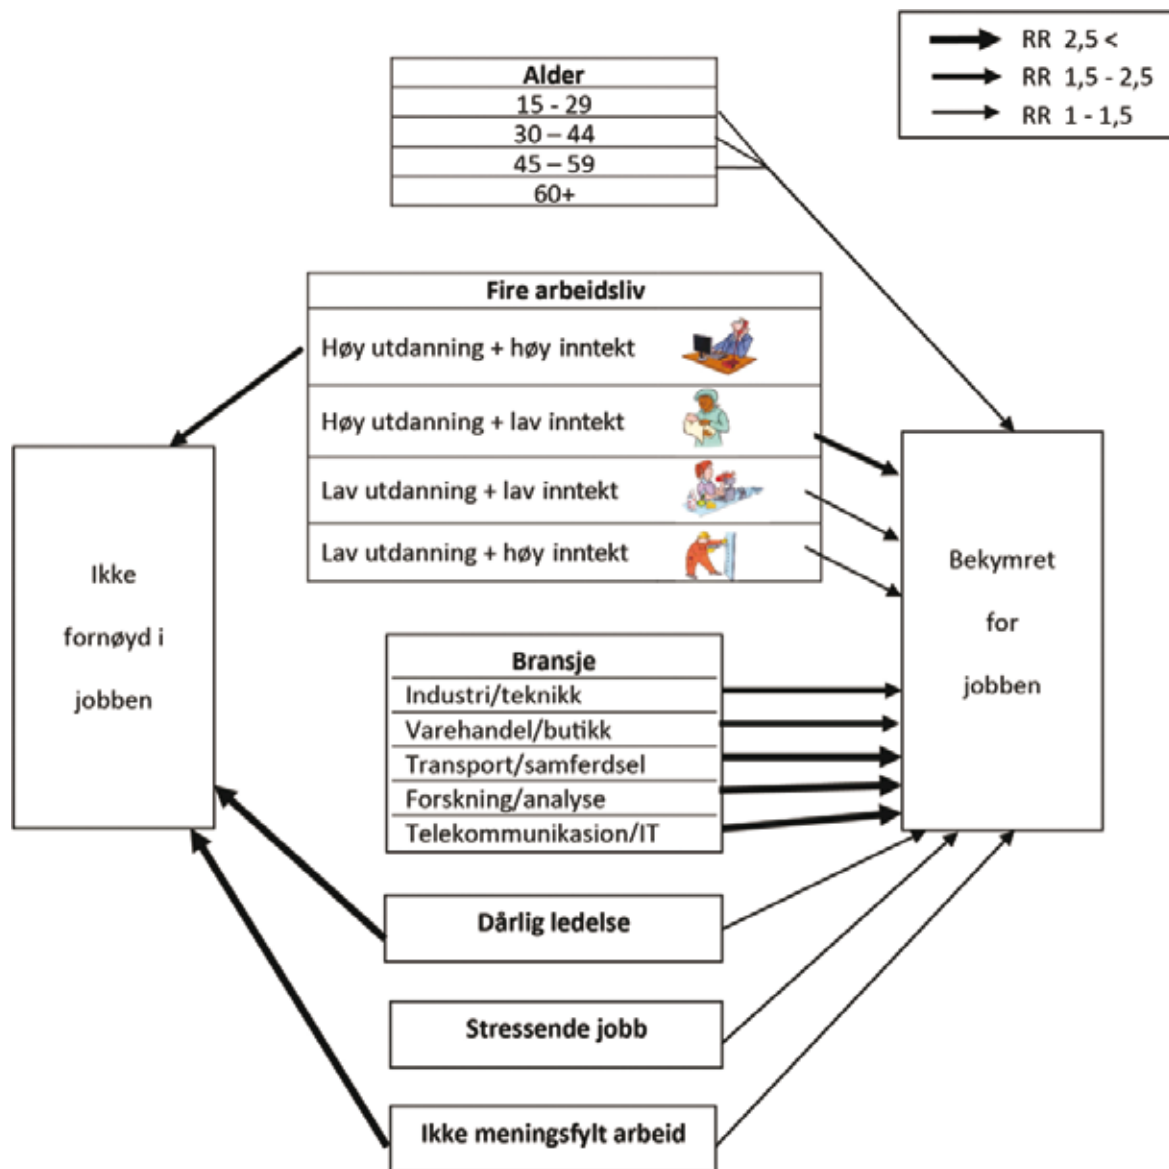 RR 2,5 <
RR 1,5 - 2,5
RR 1 - 1,5
Alder
15 - 29
30 – 44
45 – 59
60+
Fire arbeidsliv
Høy utdanning + høy inntekt
Høy utdanning + lav inntekt
Lav utdanning + lav inntekt
Lav utdanning + høy inntekt
Ikke
fornøyd i
jobben
Bekymret
for
jobben
Bransje
Industri/teknikk
Varehandel/butikk
Transport/samferdsel
Forskning/analyse
Telekommunikasion/IT
Dårlig ledelse
Stressende jobb
Ikke meningsfylt arbeid